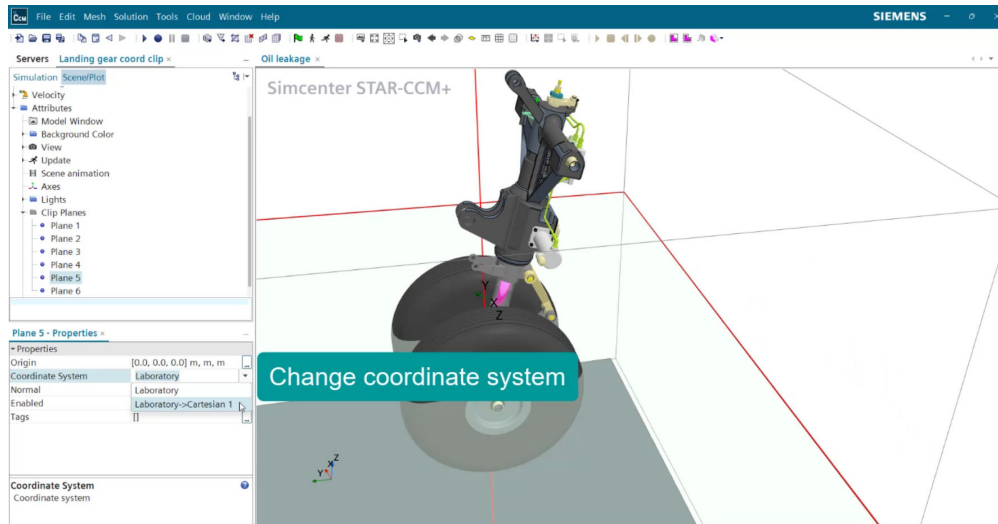 CCM File Edit Mesh Solution Tools Cloud Window Help
SIEMENS
Servers Landing gear coord clip ×
Oil leakage ×
Simulation Scene/Plot
Velocity
Attributes
Model Window
Background Color
View
Update
Scene animation
Axes
Lights
Clip Planes
Plane 1
Plane 2
Plane 3
Plane 4
Plane 5
Plane 6
Simcenter STAR-CCM+
Y
X
Z
Plane 5 - Properties ×
Properties
Origin [0.0, 0.0, 0.0] m, m, m
Coordinate System Laboratory
Normal Laboratory
Enabled Laboratory->Cartesian 1
Tags []
Change coordinate system
X Z
Y
Coordinate System
Coordinate system